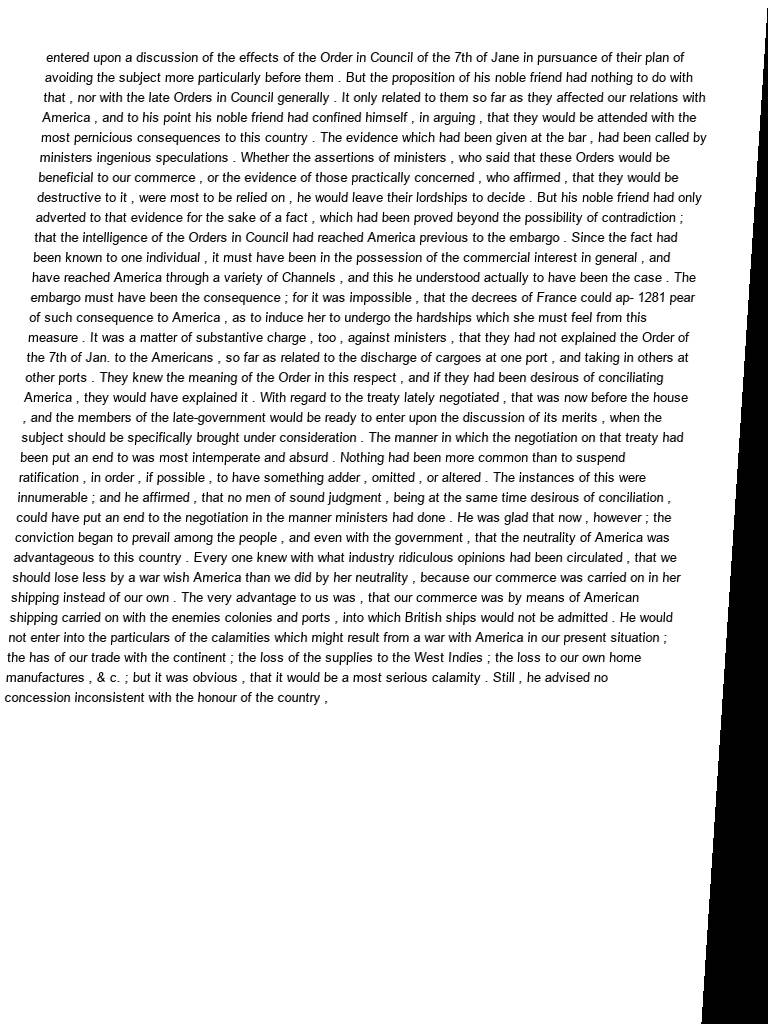 entered upon a discussion of the effects of the Order in Council of the 7th of Jane in pursuance of their plan of
avoiding the subject more particularly before them . But the proposition of his noble friend had nothing to do with
that , nor with the late Orders in Council generally . It only related to them so far as they affected our relations with
America , and to his point his noble friend had confined himself , in arguing , that they would be attended with the
most pernicious consequences to this country . The evidence which had been given at the bar , had been called by
ministers ingenious speculations . Whether the assertions of ministers , who said that these Orders would be
beneficial to our commerce , or the evidence of those practically concerned , who affirmed , that they would be
destructive to it , were most to be relied on , he would leave their lordships to decide . But his noble friend had only
adverted to that evidence for the sake of a fact , which had been proved beyond the possibility of contradiction ;
that the intelligence of the Orders in Council had reached America previous to the embargo . Since the fact had
been known to one individual , it must have been in the possession of the commercial interest in general , and
have reached America through a variety of Channels , and this he understood actually to have been the case . The
embargo must have been the consequence ; for it was impossible , that the decrees of France could ap- 1281 pear
of such consequence to America , as to induce her to undergo the hardships which she must feel from this
measure . It was a matter of substantive charge , too , against ministers , that they had not explained the Order of
the 7th of Jan. to the Americans , so far as related to the discharge of cargoes at one port , and taking in others at
other ports . They knew the meaning of the Order in this respect , and if they had been desirous of conciliating
America , they would have explained it . With regard to the treaty lately negotiated , that was now before the house
, and the members of the late-government would be ready to enter upon the discussion of its merits , when the
subject should be specifically brought under consideration . The manner in which the negotiation on that treaty had
been put an end to was most intemperate and absurd . Nothing had been more common than to suspend
ratification , in order , if possible , to have something adder , omitted , or altered . The instances of this were
innumerable ; and he affirmed , that no men of sound judgment , being at the same time desirous of conciliation ,
could have put an end to the negotiation in the manner ministers had done . He was glad that now , however ; the
conviction began to prevail among the people , and even with the government , that the neutrality of America was
advantageous to this country . Every one knew with what industry ridiculous opinions had been circulated , that we
should lose less by a war wish America than we did by her neutrality , because our commerce was carried on in her
shipping instead of our own . The very advantage to us was , that our commerce was by means of American
shipping carried on with the enemies colonies and ports , into which British ships would not be admitted . He would
not enter into the particulars of the calamities which might result from a war with America in our present situation ;
the has of our trade with the continent ; the loss of the supplies to the West Indies ; the loss to our own home
manufactures , & c. ; but it was obvious , that it would be a most serious calamity . Still , he advised no
concession inconsistent with the honour of the country ,